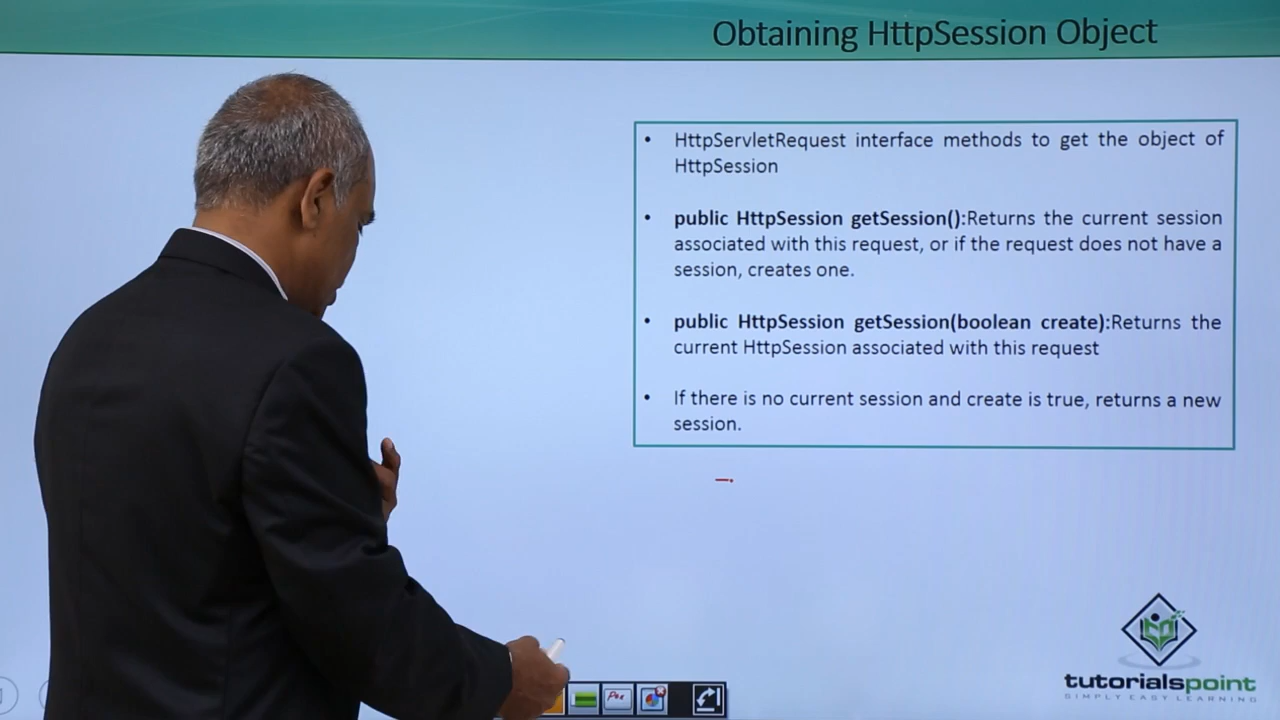 Obtaining HttpSession Object
• HttpServletRequest interface methods to get the object of
HttpSession
• public HttpSession getSession():Returns the current session
associated with this request, or if the request does not have a
session, creates one.
• public HttpSession getSession(boolean create):Returns the
current HttpSession associated with this request
• If there is no current session and create is true, returns a new
session.
Pen
tutorialspoint
SIMPLY EASY LEARNING